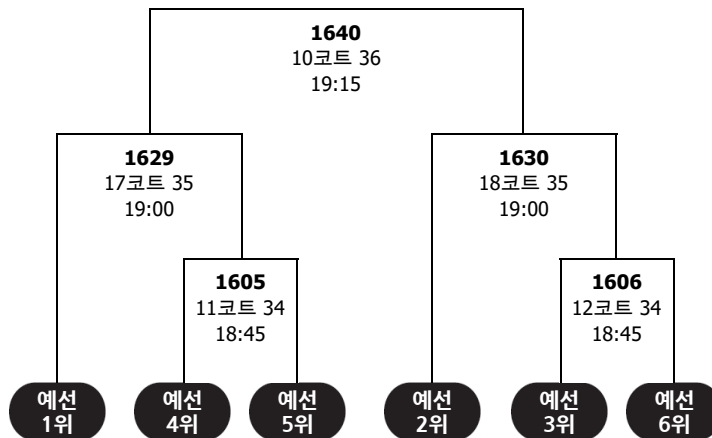 1640
10코트 36
19:15
1629
17코트 35
19:00
1630
18코트 35
19:00
1605
11코트 34
18:45
1606
12코트 34
18:45
예선
1위
예선
4위
예선
5위
예선
2위
예선
3위
예선
6위